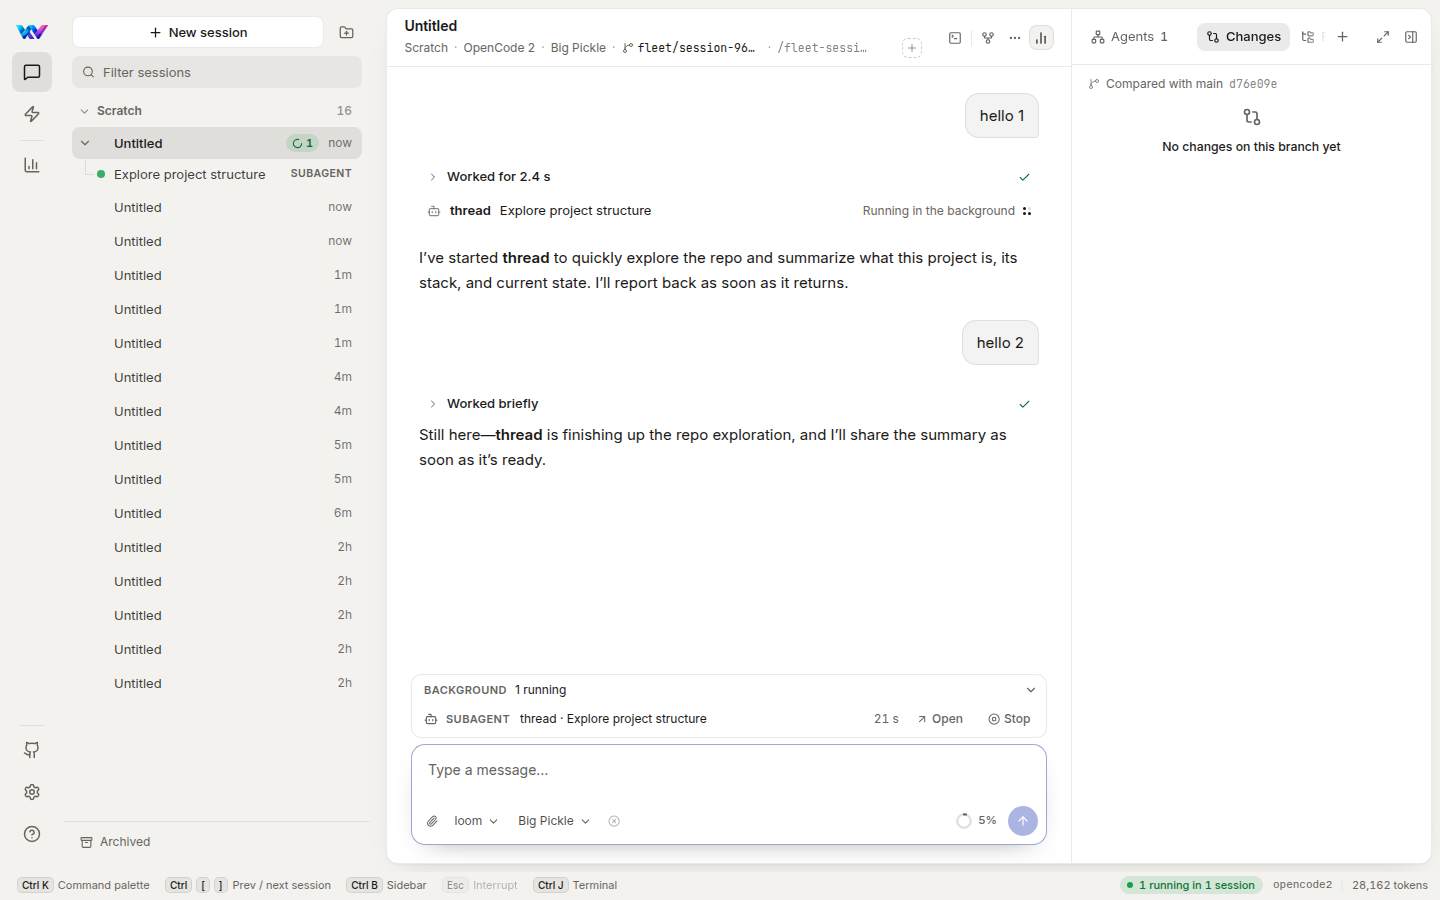 New session
Filter sessions
Scratch 16
Untitled 1 now
Explore project structure SUBAGENT
Untitled now
Untitled now
Untitled 1m
Untitled 1m
Untitled 1m
Untitled 4m
Untitled 4m
Untitled 5m
Untitled 5m
Untitled 6m
Untitled 2h
Untitled 2h
Untitled 2h
Untitled 2h
Untitled 2h
Archived
Untitled
Scratch · OpenCode 2 · Big Pickle · fleet/session-96… · /fleet-sessi…
hello 1
Worked for 2.4 s
thread Explore project structure Running in the background
I’ve started thread to quickly explore the repo and summarize what this project is, its
stack, and current state. I’ll report back as soon as it returns.
hello 2
Worked briefly
Still here—thread is finishing up the repo exploration, and I’ll share the summary as
soon as it’s ready.
BACKGROUND 1 running
SUBAGENT thread · Explore project structure 21 s Open Stop
Type a message...
loom Big Pickle 5%
Agents 1 Changes
Compared with main d76e09e
No changes on this branch yet
Ctrl K Command palette Ctrl [ ] Prev / next session Ctrl B Sidebar Esc Interrupt Ctrl J Terminal
1 running in 1 session opencode2 28,162 tokens